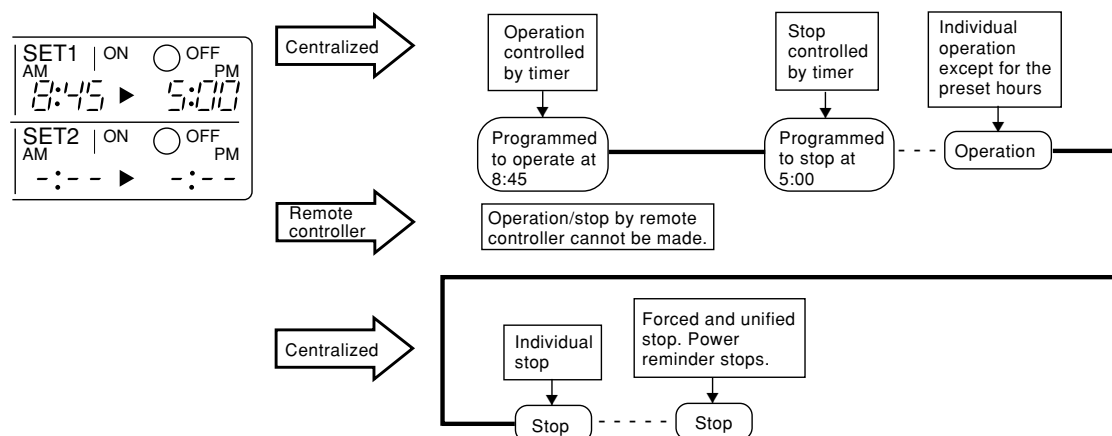 SET1 ON OFF
AM PM
8:45 ▶ 5:00
SET2 ON OFF
AM PM
-:-- ▶ -:--
Centralized
Operation
controlled
by timer
Stop
controlled
by timer
Individual
operation
except for the
preset hours
Programmed
to operate at
8:45
Programmed
to stop at
5:00
Operation
Remote
controller
Operation/stop by remote
controller cannot be made.
Centralized
Individual
stop
Forced and unified
stop. Power
reminder stops.
Stop
Stop